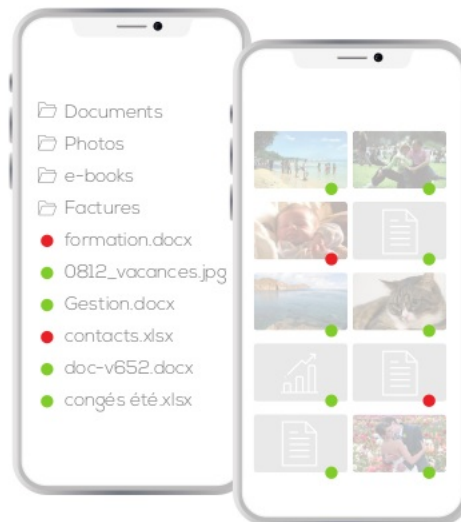 Documents
Photos
e-books
Factures
formation.docx
0812_vacances.jpg
Gestion.docx
contacts.xlsx
doc-v652.docx
congés été.xlsx